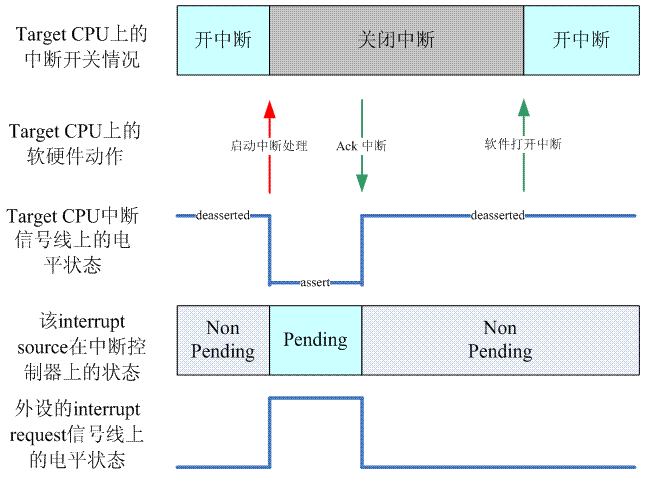 Target CPU上的
中断开关情况
开中断
关闭中断
开中断
Target CPU上的
软硬件动作
启动中断处理
Ack 中断
软件打开中断
Target CPU中断
信号线上的电
平状态
deasserted
assert
deasserted
该interrupt
source在中断控
制器上的状态
Non
Pending
Pending
Non
Pending
外设的interrupt
request信号线上
的电平状态